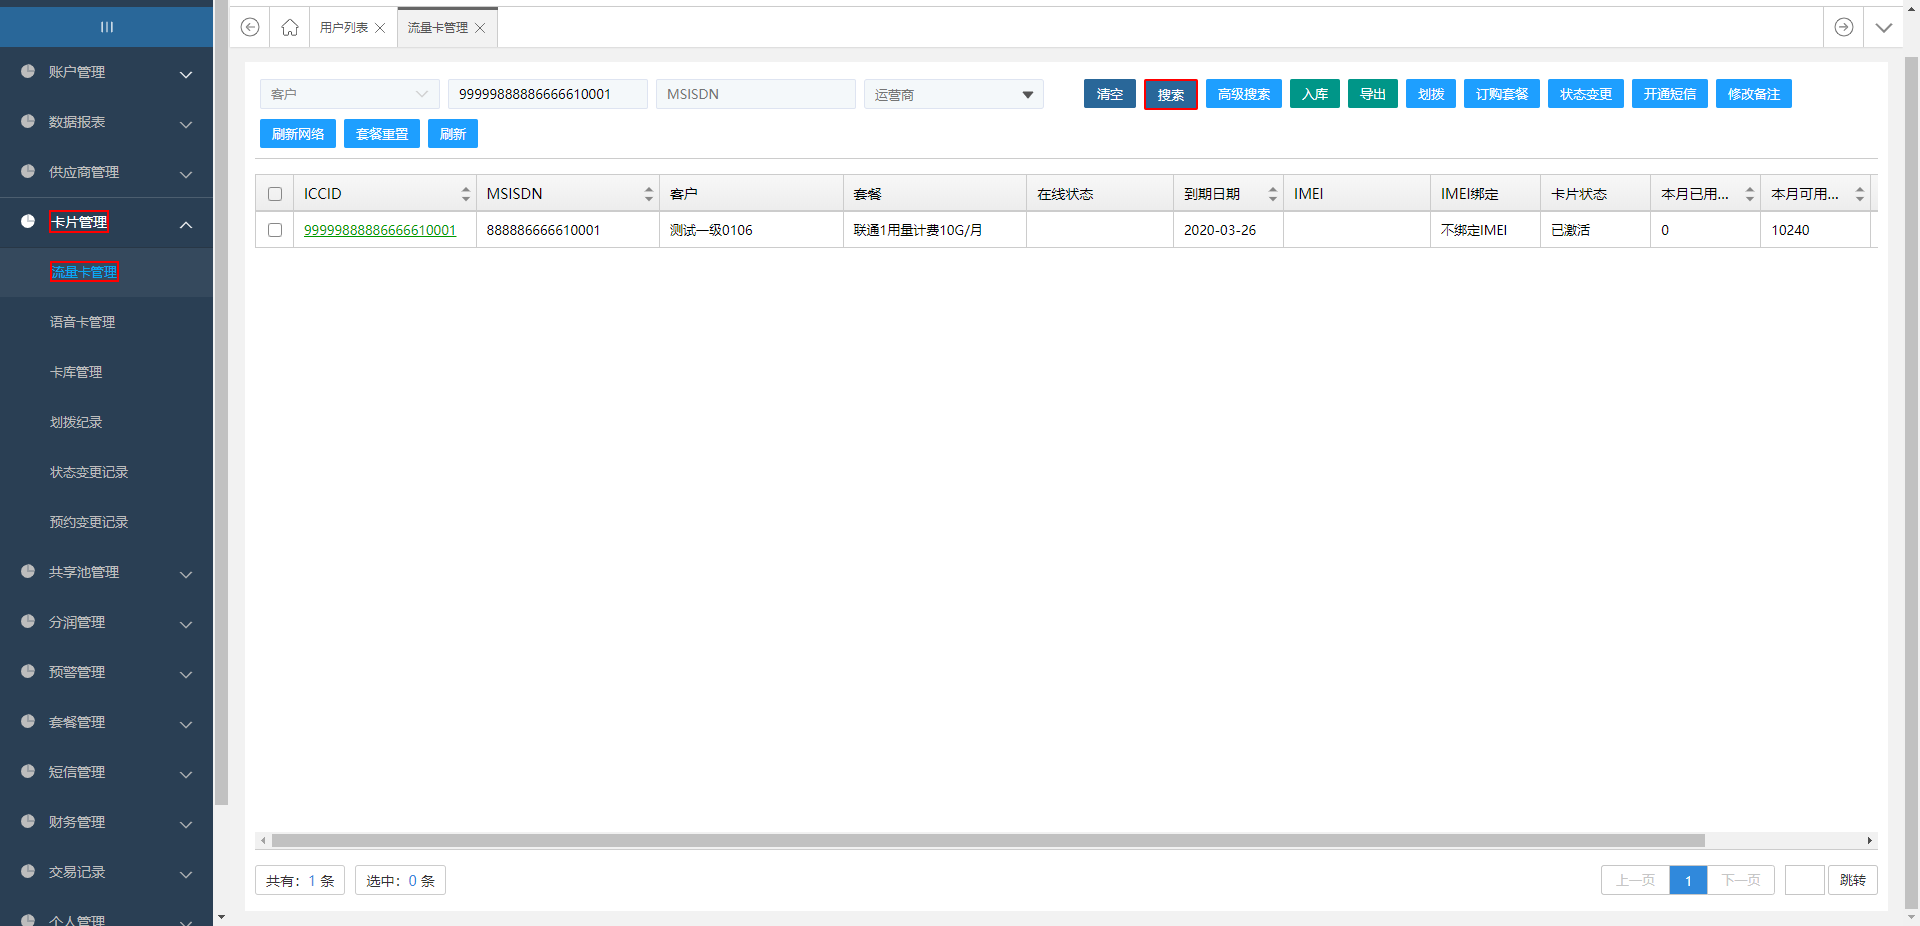 账户管理
数据报表
供应商管理
卡片管理
流量卡管理
语音卡管理
卡库管理
划拨纪录
状态变更记录
预约变更记录
共享池管理
分润管理
预警管理
套餐管理
短信管理
财务管理
交易记录
个人管理
用户列表 流量卡管理
客户 99999888886666610001 MSISDN 运营商 清空 搜索 高级搜索 入库 导出 划拨 订购套餐 状态变更 开通短信 修改备注
刷新网络 套餐重置 刷新
ICCID MSISDN 客户 套餐 在线状态 到期日期 IMEI IMEI绑定 卡片状态 本月已用... 本月可用...
99999888886666610001 888886666610001 测试一级0106 联通1用量计费10G/月 2020-03-26 不绑定IMEI 已激活 0 10240
共有: 1 条 选中: 0 条 上一页 1 下一页 跳转